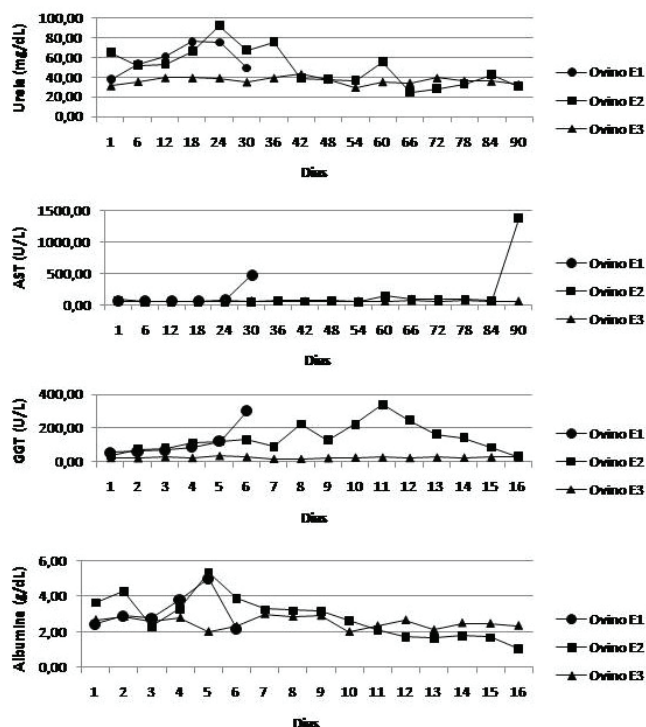 Ureia (mg/dL)
100,00
80,00
60,00
40,00
20,00
0,00
1 6 12 18 24 30 36 42 48 54 60 66 72 78 84 90
Dias
Ovino E1
Ovino E2
Ovino E3
AST (U/L)
1500,00
1000,00
500,00
0,00
1 6 12 18 24 30 36 42 48 54 60 66 72 78 84 90
Dias
Ovino E1
Ovino E2
Ovino E3
GGT (U/L)
400,00
200,00
0,00
1 2 3 4 5 6 7 8 9 10 11 12 13 14 15 16
Dias
Ovino E1
Ovino E2
Ovino E3
Albumina (g/dL)
6,00
4,00
2,00
0,00
1 2 3 4 5 6 7 8 9 10 11 12 13 14 15 16
Dias
Ovino E1
Ovino E2
Ovino E3